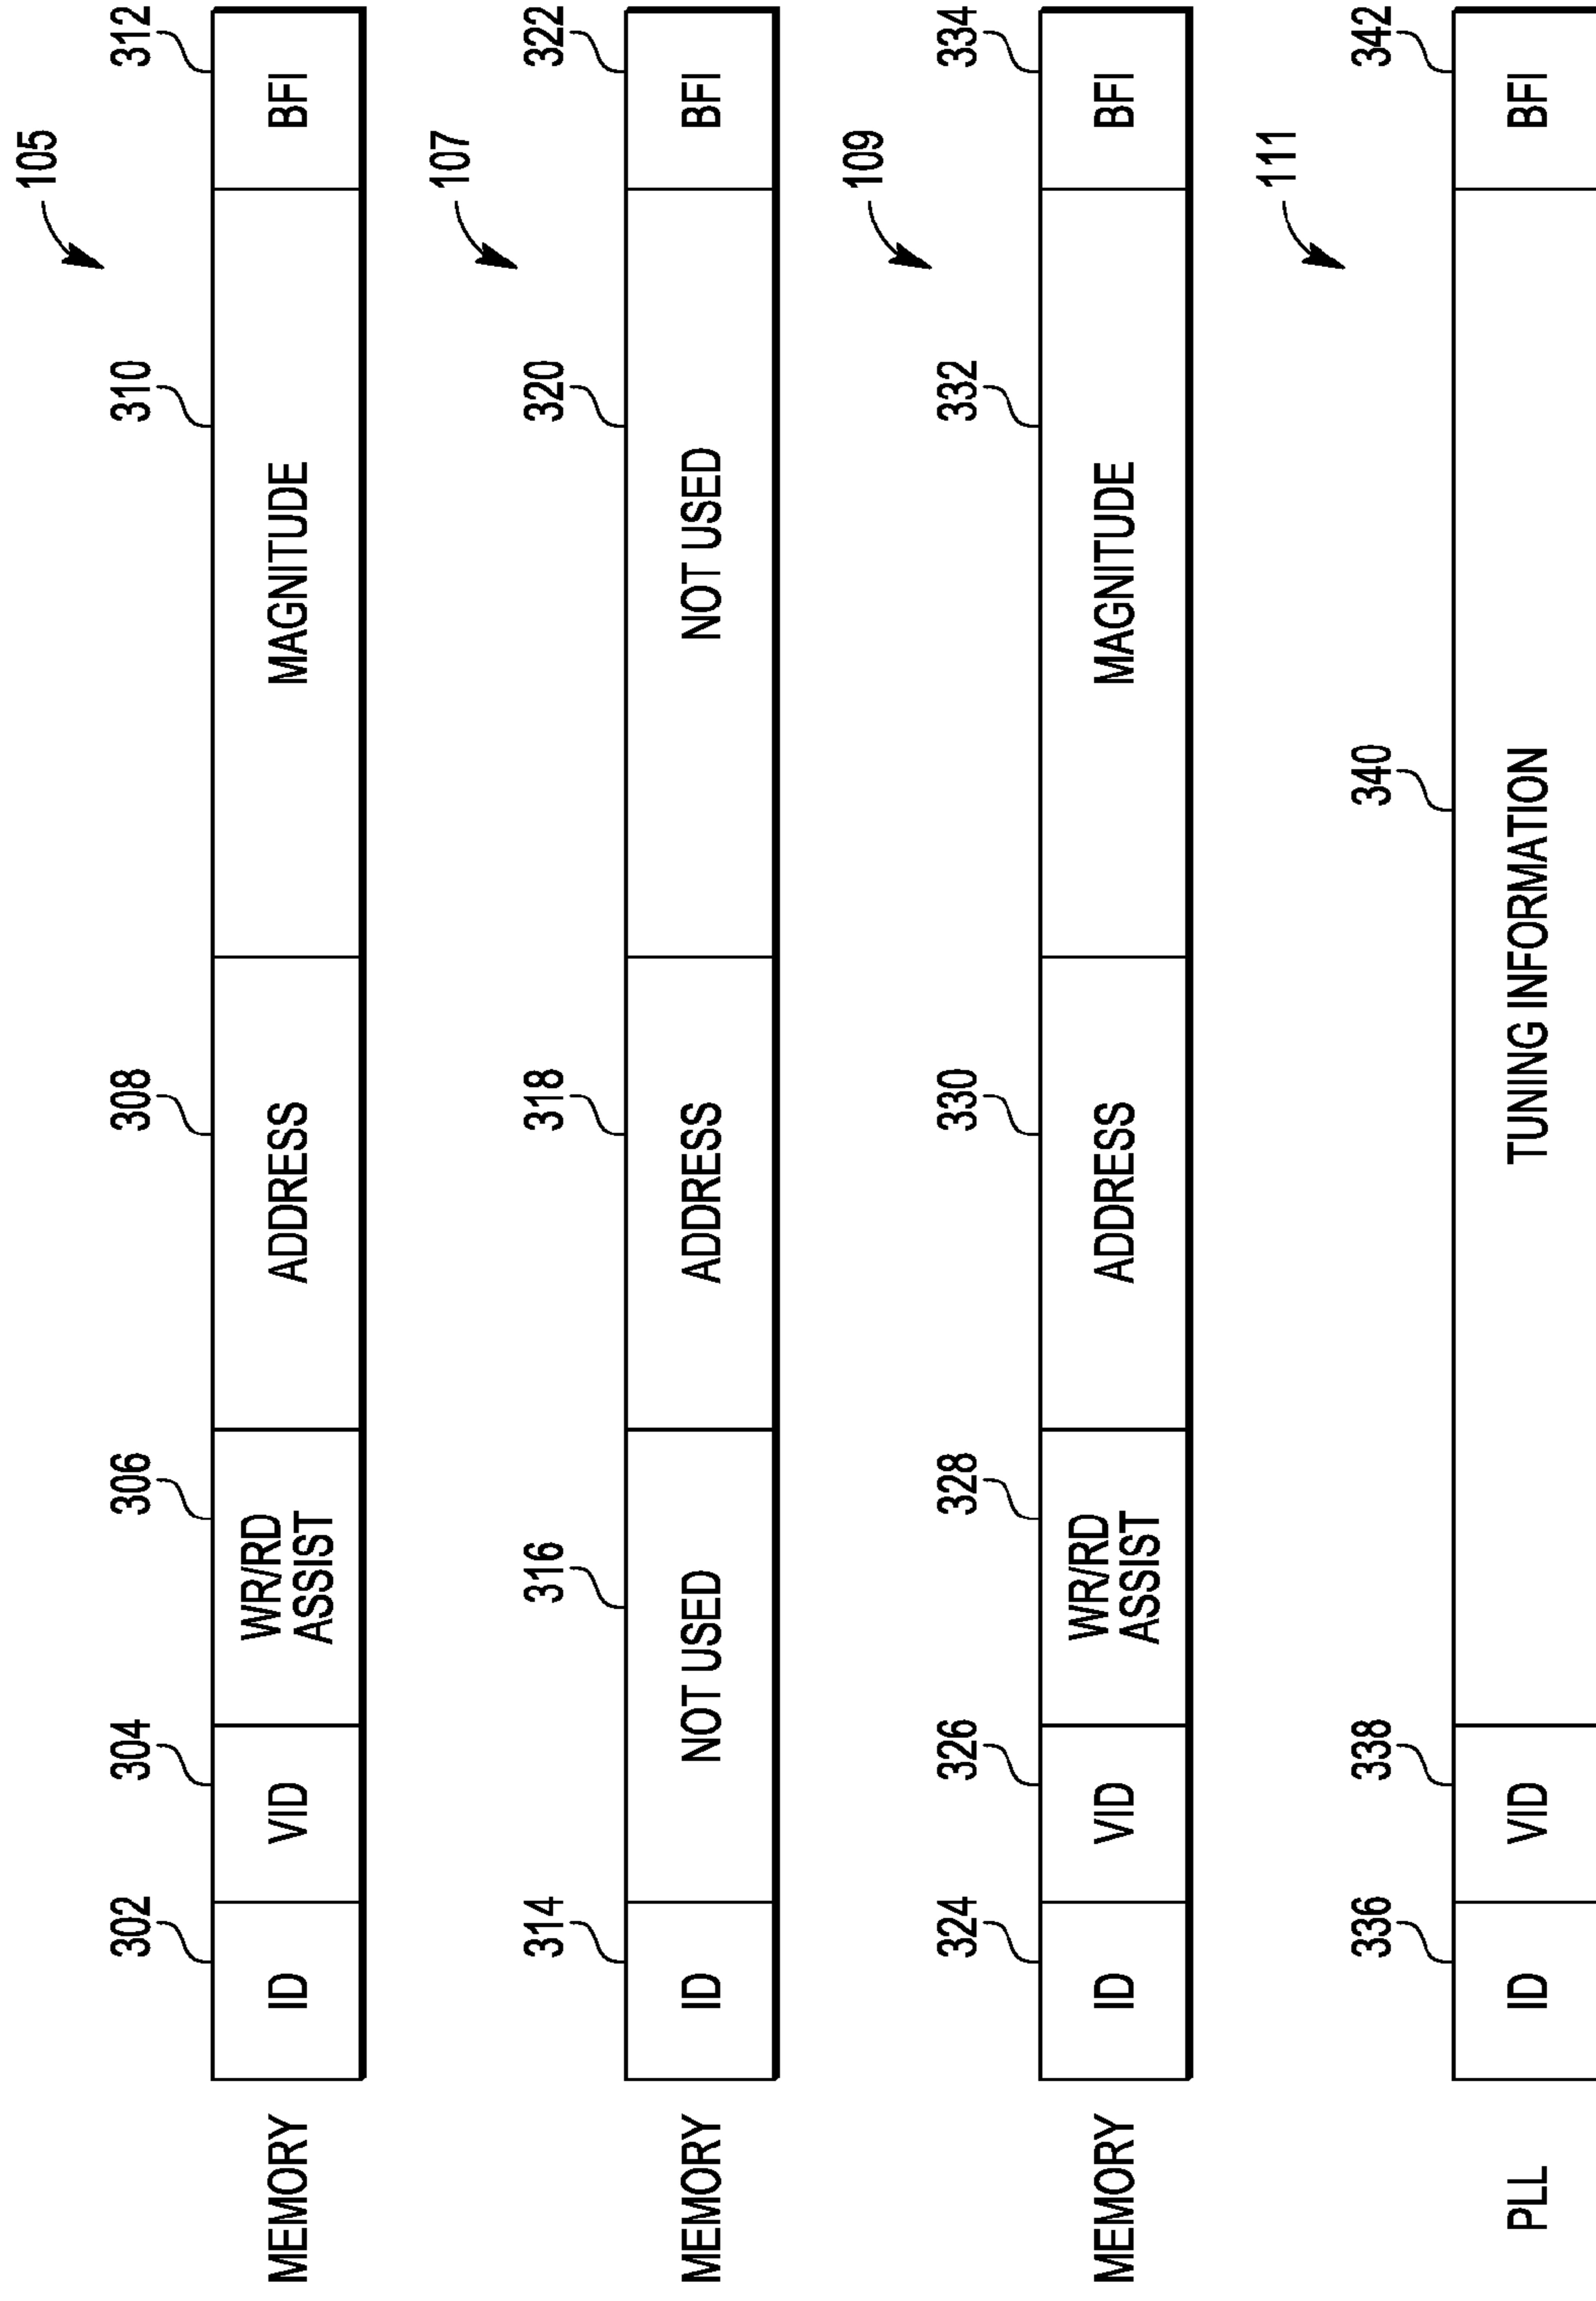 105
302
304
306
308
310
312
MEMORY
ID
VID
WR/RD
ASSIST
ADDRESS
MAGNITUDE
BFI
107
314
316
318
320
322
MEMORY
ID
NOT USED
ADDRESS
NOT USED
BFI
109
324
326
328
330
332
334
MEMORY
ID
VID
WR/RD
ASSIST
ADDRESS
MAGNITUDE
BFI
111
336
338
340
342
PLL
ID
VID
TUNING INFORMATION
BFI